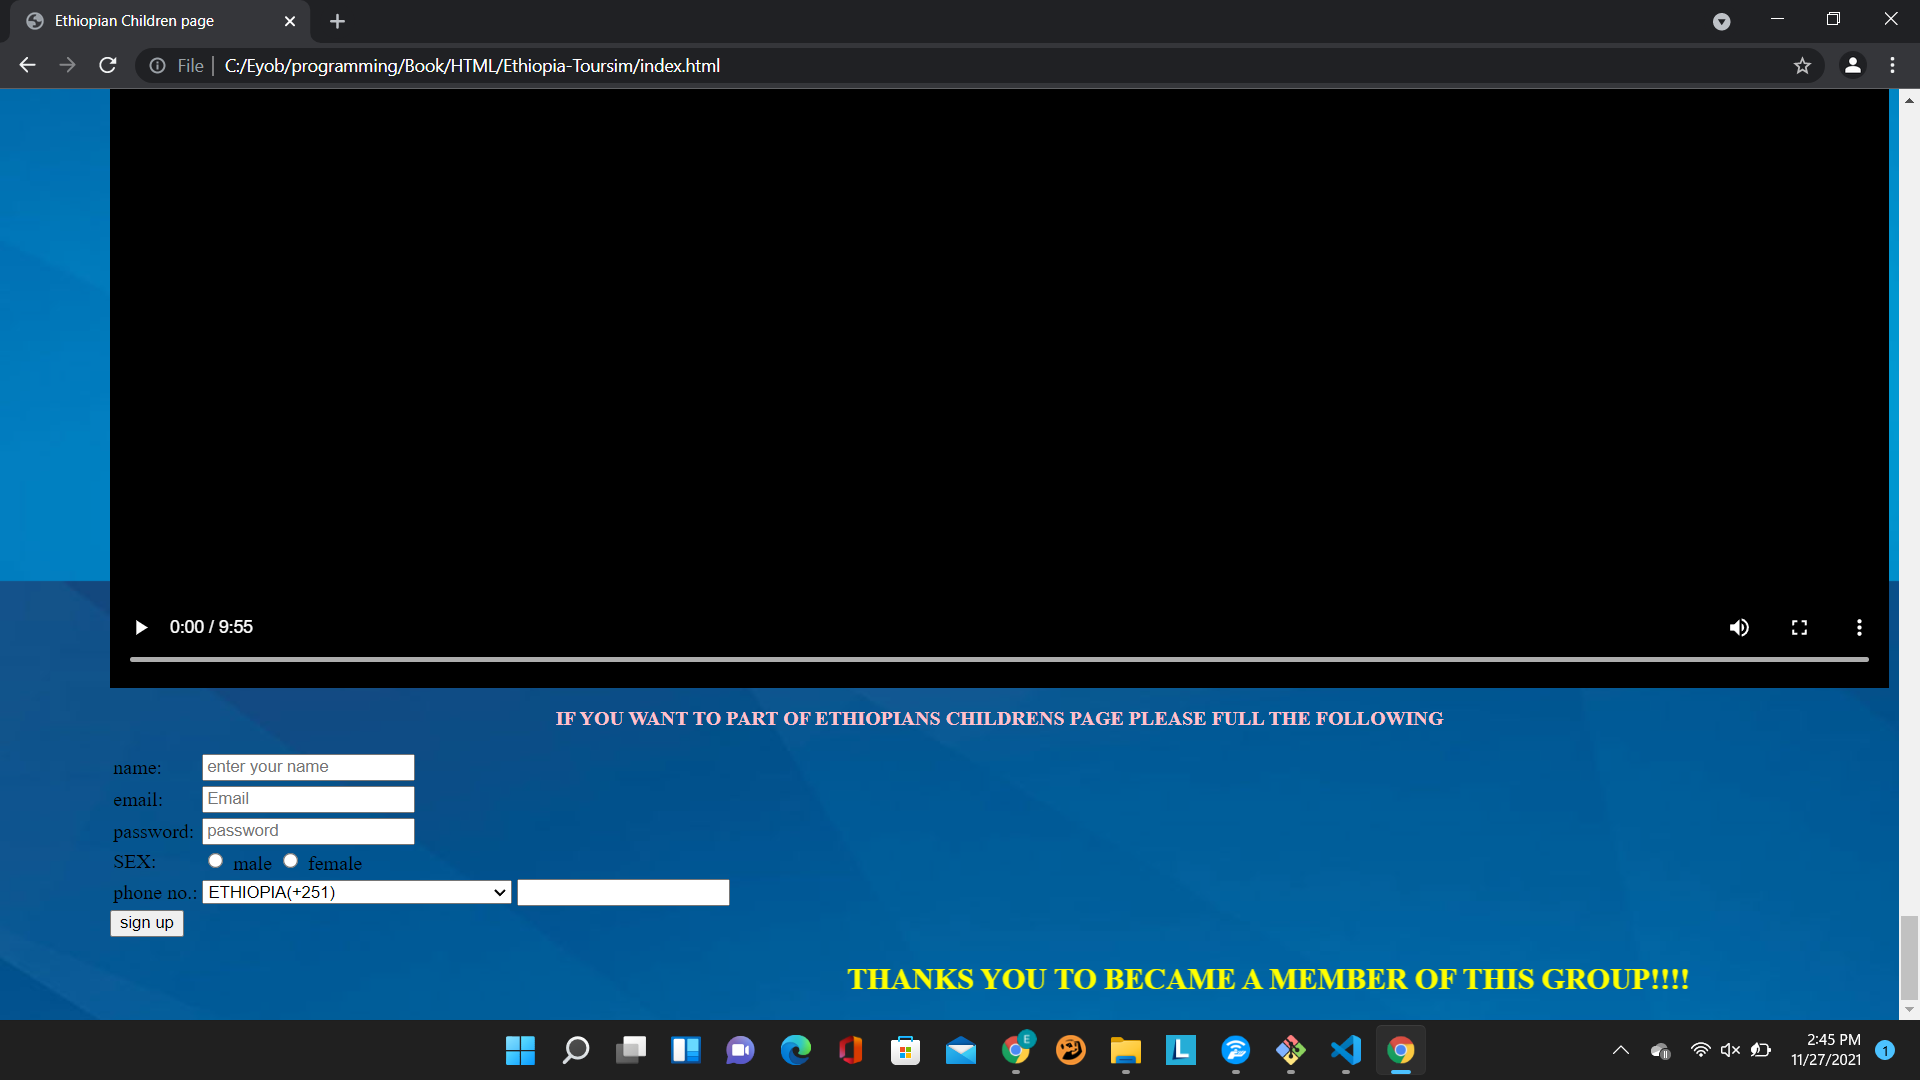 Ethiopian Children page
File | C:/Eyob/programming/Book/HTML/Ethiopia-Toursim/index.html
0:00 / 9:55
IF YOU WANT TO PART OF ETHIOPIANS CHILDRENS PAGE PLEASE FULL THE FOLLOWING
name: enter your name
email: Email
password: password
SEX: male female
phone no.: ETHIOPIA(+251)
sign up
THANKS YOU TO BECAME A MEMBER OF THIS GROUP!!!!
E
L
2:45 PM
11/27/2021
1